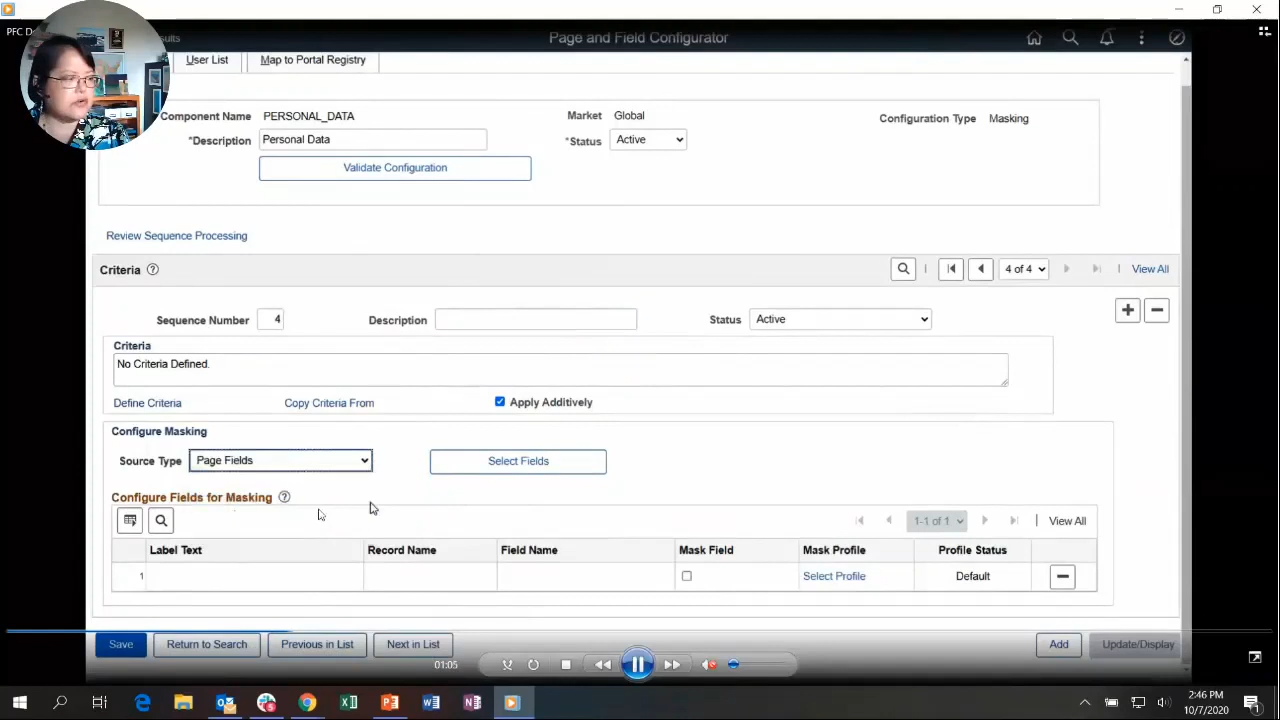 PFC D
sults
Page and Field Configurator
User List
Map to Portal Registry
Component Name PERSONAL_DATA Market Global Configuration Type Masking
*Description Personal Data *Status Active
Validate Configuration
Review Sequence Processing
Criteria ? 4 of 4 View All
Sequence Number 4 Description Status Active
Criteria
No Criteria Defined.
Define Criteria Copy Criteria From Apply Additively
Configure Masking
Source Type Page Fields Select Fields
Configure Fields for Masking ?
1-1 of 1 View All
Label Text Record Name Field Name Mask Field Mask Profile Profile Status
1 Select Profile Default
Save Return to Search Previous in List Next in List Add Update/Display
01:05
2:46 PM
10/7/2020